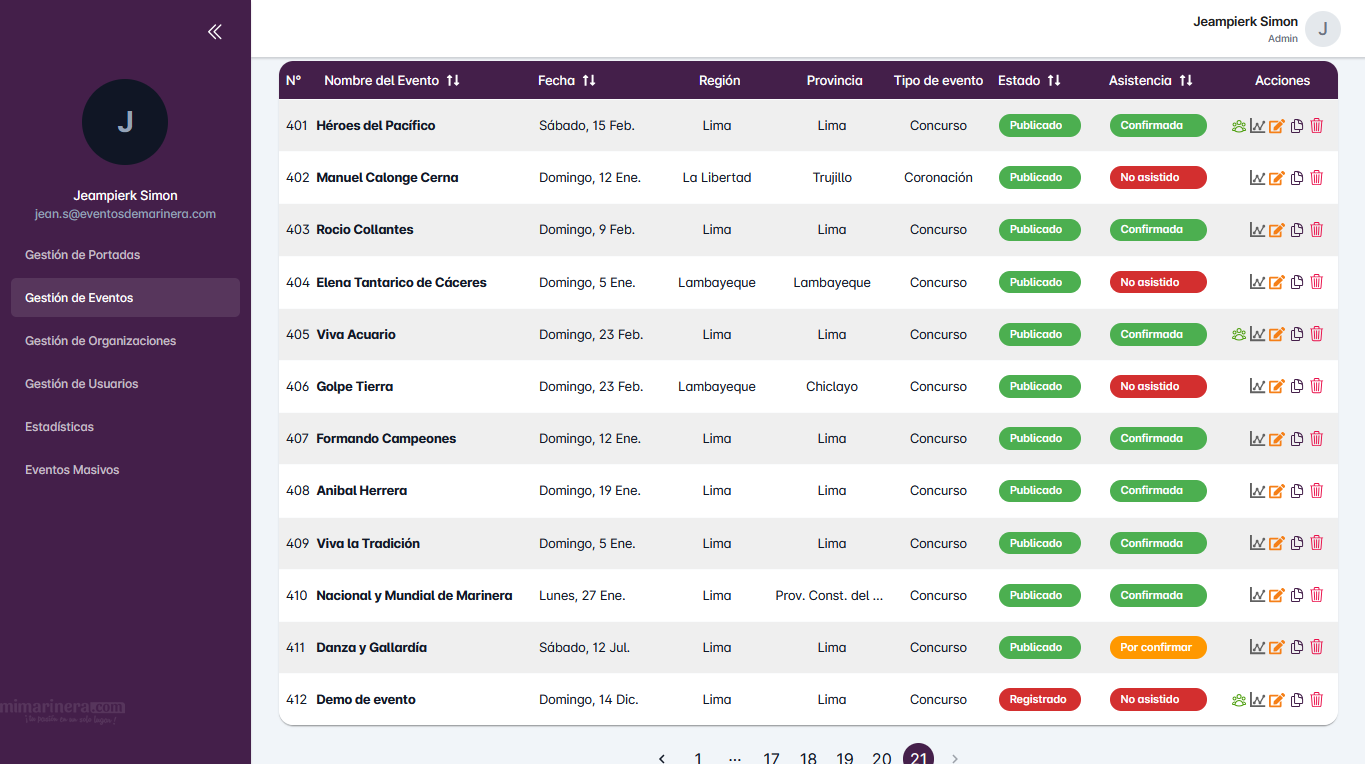 Jeampierk Simon
Admin
J
J
Jeampierk Simon
jean.s@eventosdemarinera.com
Gestión de Portadas
Gestión de Eventos
Gestión de Organizaciones
Gestión de Usuarios
Estadísticas
Eventos Masivos
mimarinera.com
¡Tu pasión en un solo lugar!
N° Nombre del Evento Fecha Región Provincia Tipo de evento Estado Asistencia Acciones
401 Héroes del Pacífico Sábado, 15 Feb. Lima Lima Concurso Publicado Confirmada
402 Manuel Calonge Cerna Domingo, 12 Ene. La Libertad Trujillo Coronación Publicado No asistido
403 Rocio Collantes Domingo, 9 Feb. Lima Lima Concurso Publicado Confirmada
404 Elena Tantarico de Cáceres Domingo, 5 Ene. Lambayeque Lambayeque Concurso Publicado No asistido
405 Viva Acuario Domingo, 23 Feb. Lima Lima Concurso Publicado Confirmada
406 Golpe Tierra Domingo, 23 Feb. Lambayeque Chiclayo Concurso Publicado No asistido
407 Formando Campeones Domingo, 12 Ene. Lima Lima Concurso Publicado Confirmada
408 Anibal Herrera Domingo, 19 Ene. Lima Lima Concurso Publicado Confirmada
409 Viva la Tradición Domingo, 5 Ene. Lima Lima Concurso Publicado Confirmada
410 Nacional y Mundial de Marinera Lunes, 27 Ene. Lima Prov. Const. del ... Concurso Publicado Confirmada
411 Danza y Gallardía Sábado, 12 Jul. Lima Lima Concurso Publicado Por confirmar
412 Demo de evento Domingo, 14 Dic. Lima Lima Concurso Registrado No asistido
1 ... 17 18 19 20 21